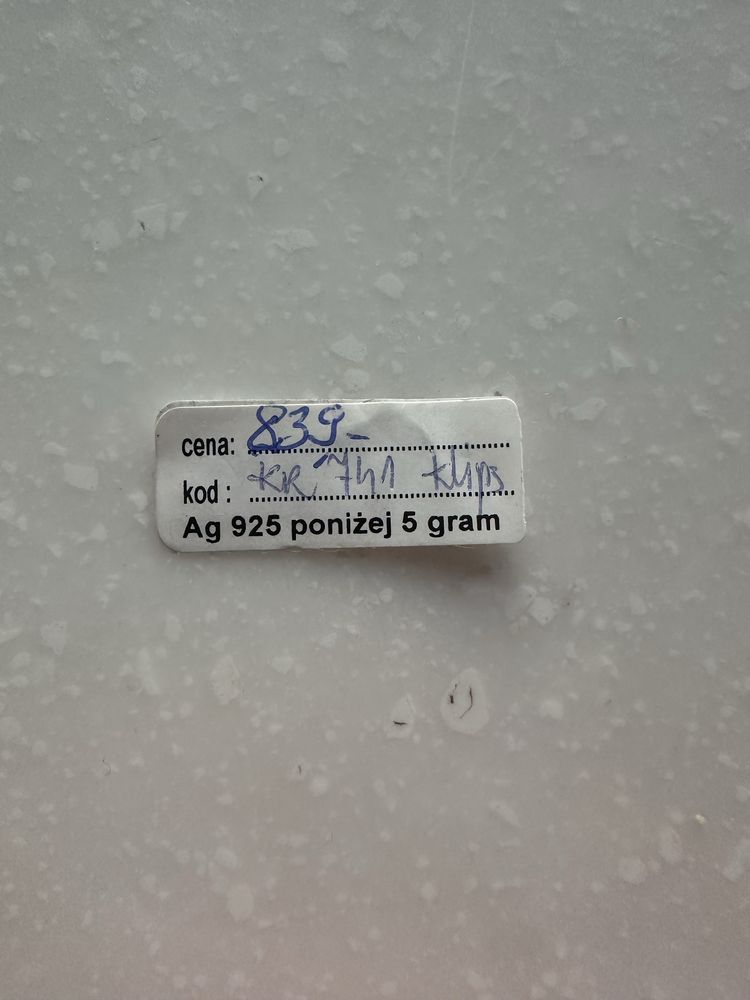 cena: 839-
kod: KR 741 klips
Ag 925 poniżej 5 gram